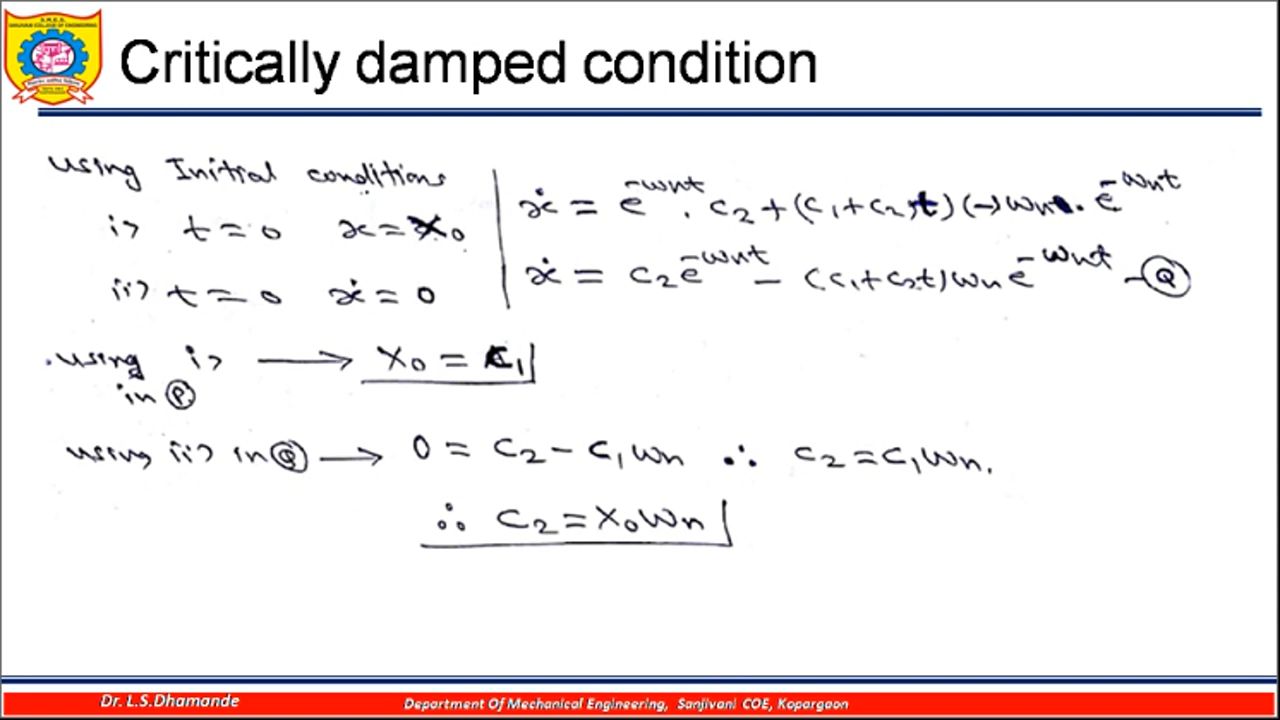 Critically damped condition
using Initial conditions
i> t = 0 x = X₀
ii> t = 0 ẋ = 0
ẋ = e^-ωnt . C₂ + (C₁ + C₂t) (-) ωn . e^-ωnt
ẋ = C₂e^-ωnt - (C₁ + C₂t) ωn e^-ωnt - Q
using i> → X₀ = C₁
in P
using ii> in Q → 0 = C₂ - C₁ωn ∴ C₂ = C₁ωn.
∴ C₂ = X₀ωn
Dr. L.S.Dhamande
Department Of Mechanical Engineering, Sanjivani COE, Kopargaon